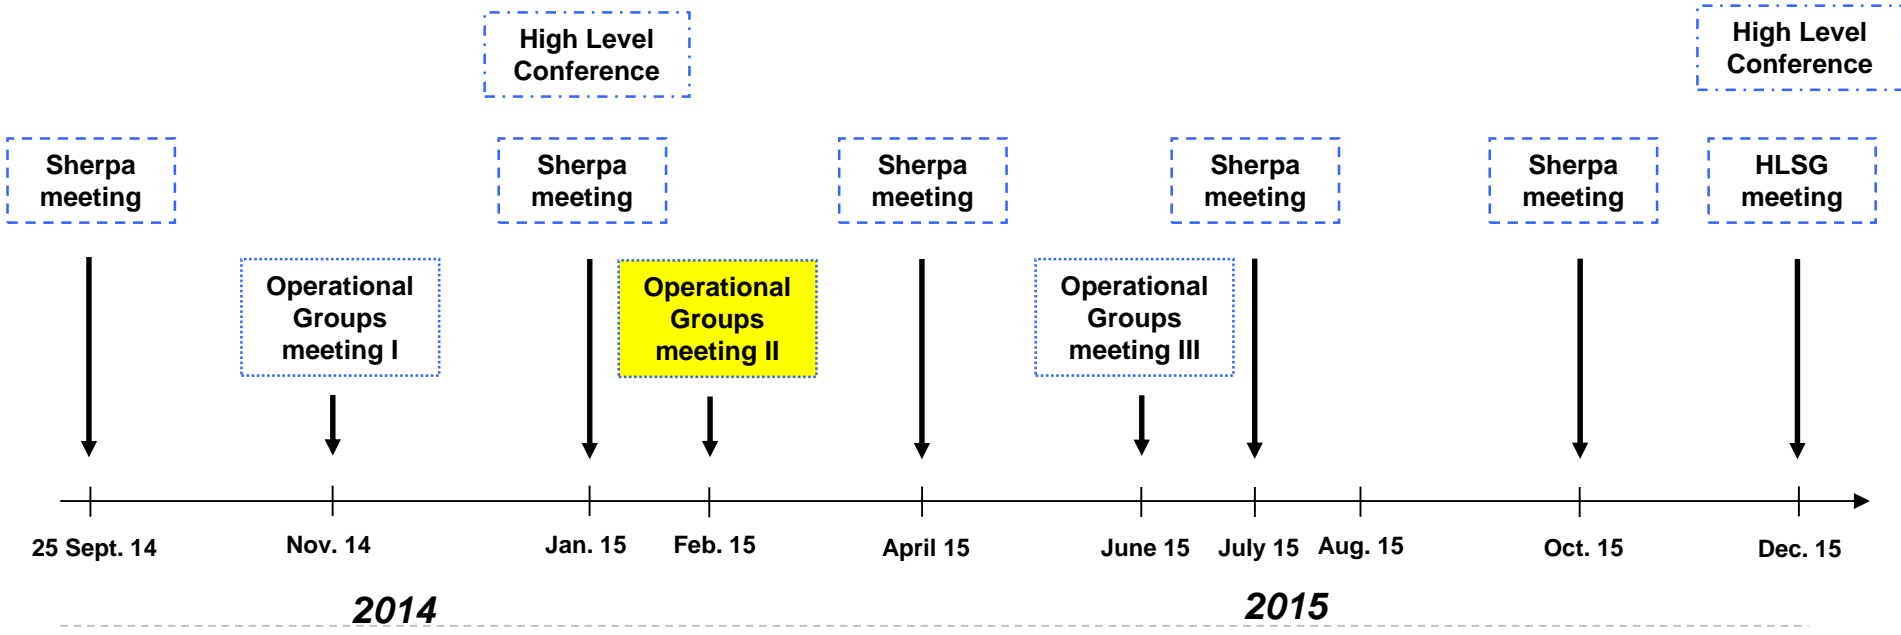 High Level
Conference
High Level
Conference
Sherpa
meeting
Sherpa
meeting
Sherpa
meeting
Sherpa
meeting
Sherpa
meeting
HLSG
meeting
Operational
Groups
meeting I
Operational
Groups
meeting II
Operational
Groups
meeting III
25 Sept. 14
Nov. 14
Jan. 15
Feb. 15
April 15
June 15
July 15
Aug. 15
Oct. 15
Dec. 15
2014
2015